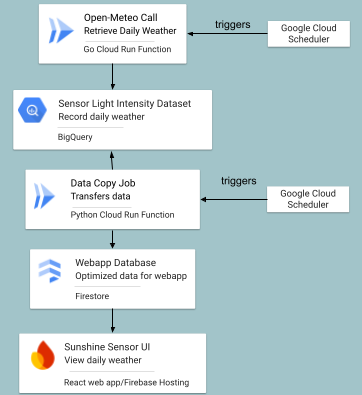 Open-Meteo Call
Retrieve Daily Weather
Go Cloud Run Function
triggers
Google Cloud
Scheduler
Sensor Light Intensity Dataset
Record daily weather
BigQuery
Data Copy Job
Transfers data
Python Cloud Run Function
triggers
Google Cloud
Scheduler
Webapp Database
Optimized data for webapp
Firestore
Sunshine Sensor UI
View daily weather
React web app/Firebase Hosting